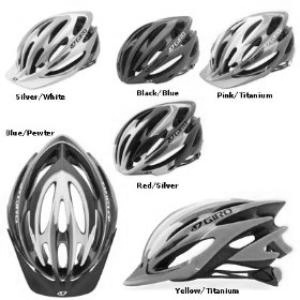 Silver/White
Black/Blue
Pink/Titanium
Blue/Pewter
Red/Silver
GIRO
Yellow/Titanium